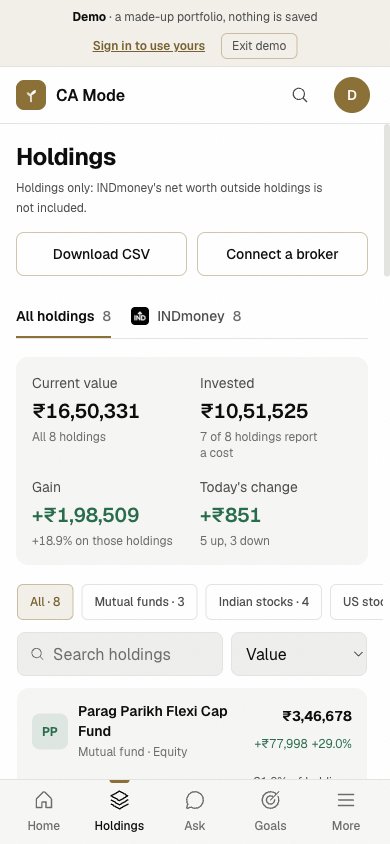 Demo · a made-up portfolio, nothing is saved
Sign in to use yours
Exit demo
CA Mode
D
Holdings
Holdings only: INDmoney's net worth outside holdings is
not included.
Download CSV
Connect a broker
All holdings 8
IND
INDmoney 8
Current value
₹16,50,331
All 8 holdings
Invested
₹10,51,525
7 of 8 holdings report
a cost
Gain
+₹1,98,509
+18.9% on those holdings
Today's change
+₹851
5 up, 3 down
All · 8
Mutual funds · 3
Indian stocks · 4
US stoc
Search holdings
Value
PP
Parag Parikh Flexi Cap
Fund
Mutual fund · Equity
₹3,46,678
+₹77,998 +29.0%
Home
Holdings
Ask
Goals
More